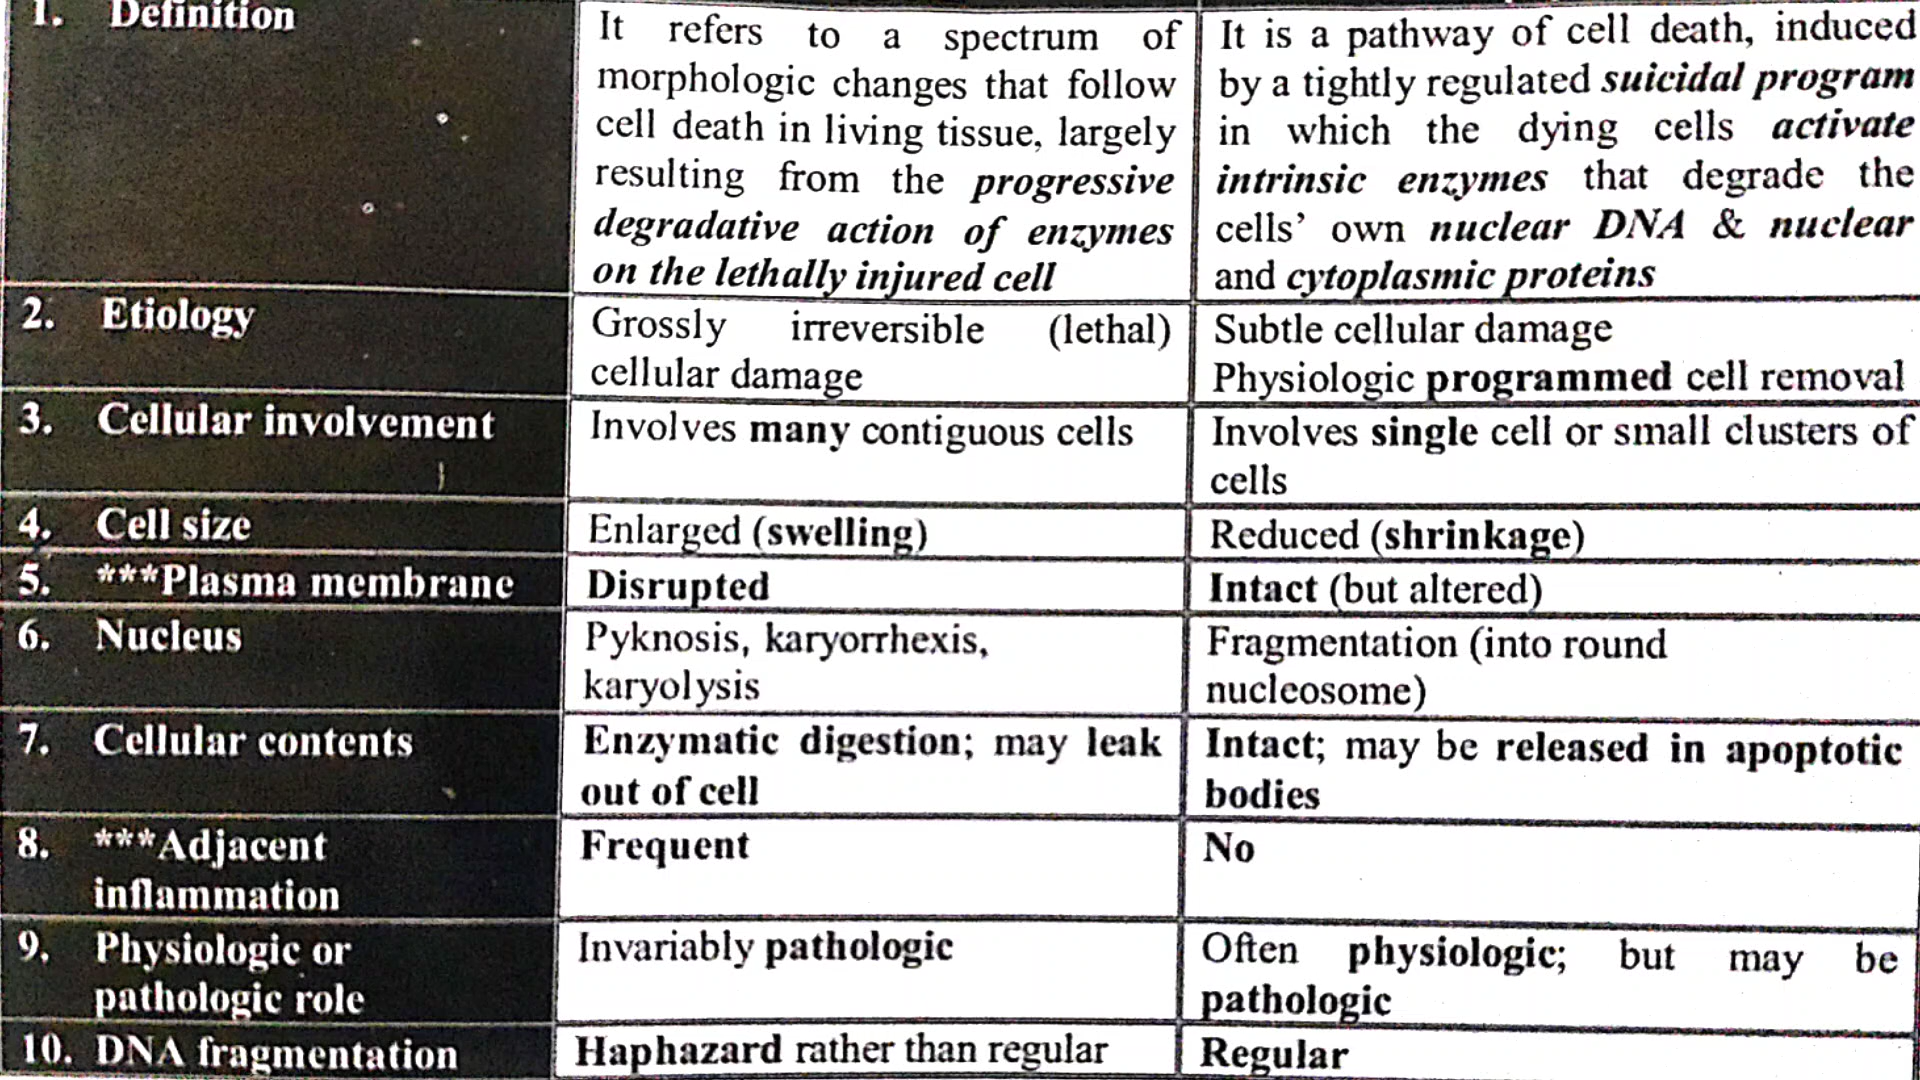 1. Definition
It refers to a spectrum of
morphologic changes that follow
cell death in living tissue, largely
resulting from the progressive
degradative action of enzymes
on the lethally injured cell
It is a pathway of cell death, induced
by a tightly regulated suicidal program
in which the dying cells activate
intrinsic enzymes that degrade the
cells’ own nuclear DNA & nuclear
and cytoplasmic proteins
2. Etiology
Grossly irreversible (lethal)
cellular damage
Subtle cellular damage
Physiologic programmed cell removal
3. Cellular involvement
Involves many contiguous cells
Involves single cell or small clusters of
cells
4. Cell size
Enlarged (swelling)
Reduced (shrinkage)
5. ***Plasma membrane
Disrupted
Intact (but altered)
6. Nucleus
Pyknosis, karyorrhexis,
karyolysis
Fragmentation (into round
nucleosome)
7. Cellular contents
Enzymatic digestion; may leak
out of cell
Intact; may be released in apoptotic
bodies
8. ***Adjacent
inflammation
Frequent
No
9. Physiologic or
pathologic role
Invariably pathologic
Often physiologic; but may be
pathologic
10. DNA fragmentation
Haphazard rather than regular
Regular